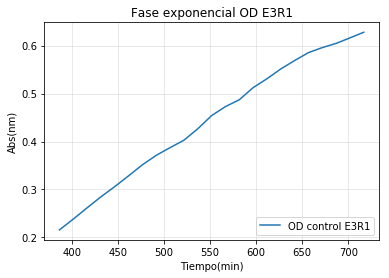 Fase exponencial OD E3R1
Abs(nm)
0.6
0.5
0.4
0.3
0.2
OD control E3R1
400 450 500 550 600 650 700
Tiempo(min)